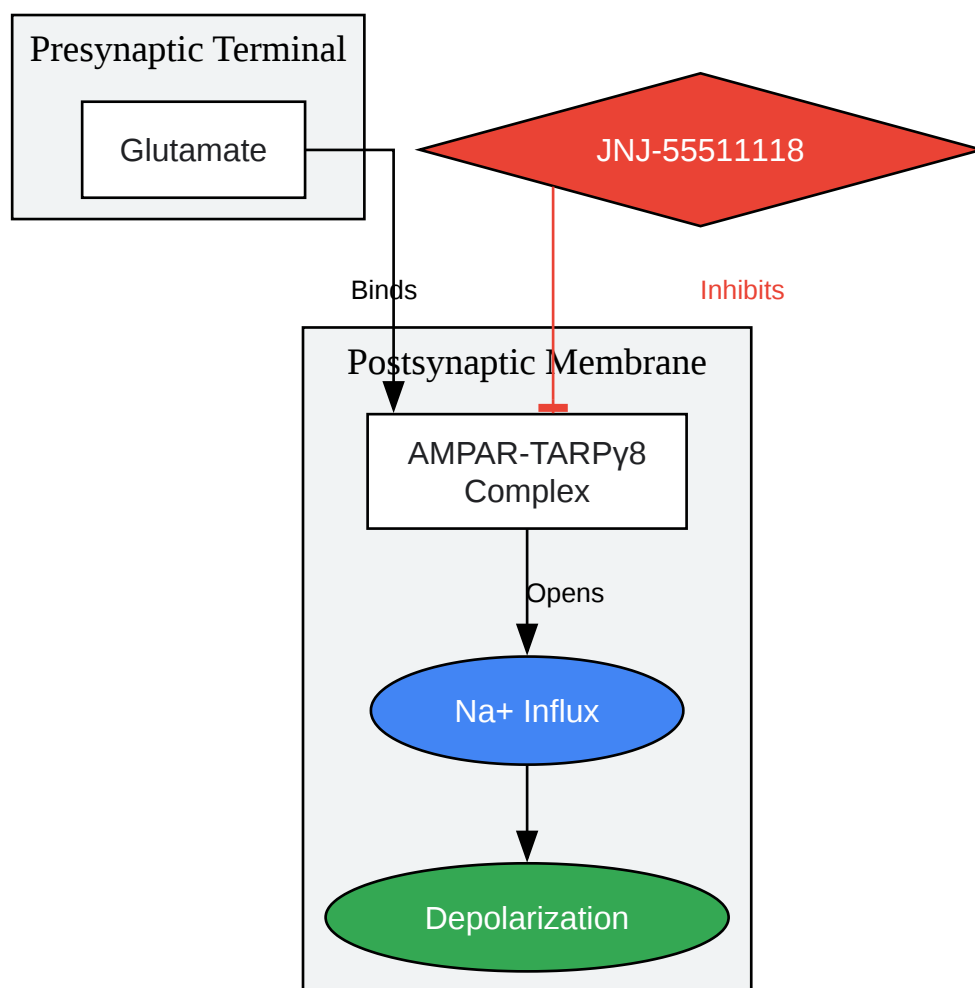 Presynaptic Terminal
Glutamate
JNJ-55511118
Binds
Inhibits
Postsynaptic Membrane
AMPAR-TARPγ8
Complex
Opens
Na+ Influx
Depolarization